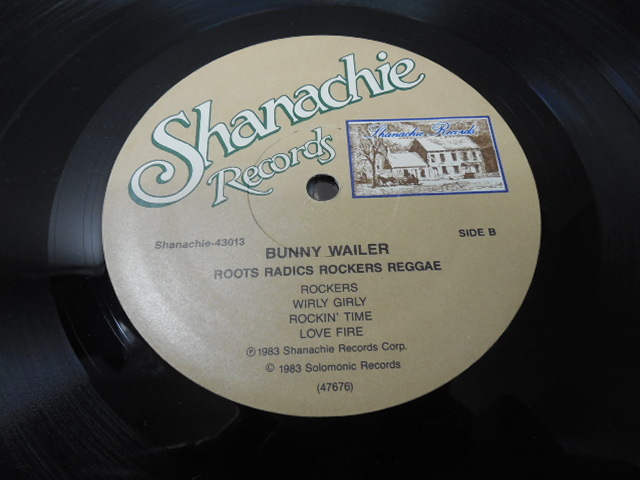 Shanachie
Records
Shanachie Records
Shanachie-43013
SIDE B
BUNNY WAILER
ROOTS RADICS ROCKERS REGGAE
ROCKERS
WIRLY GIRLY
ROCKIN' TIME
LOVE FIRE
℗ 1983 Shanachie Records Corp.
© 1983 Solomonic Records
(47676)